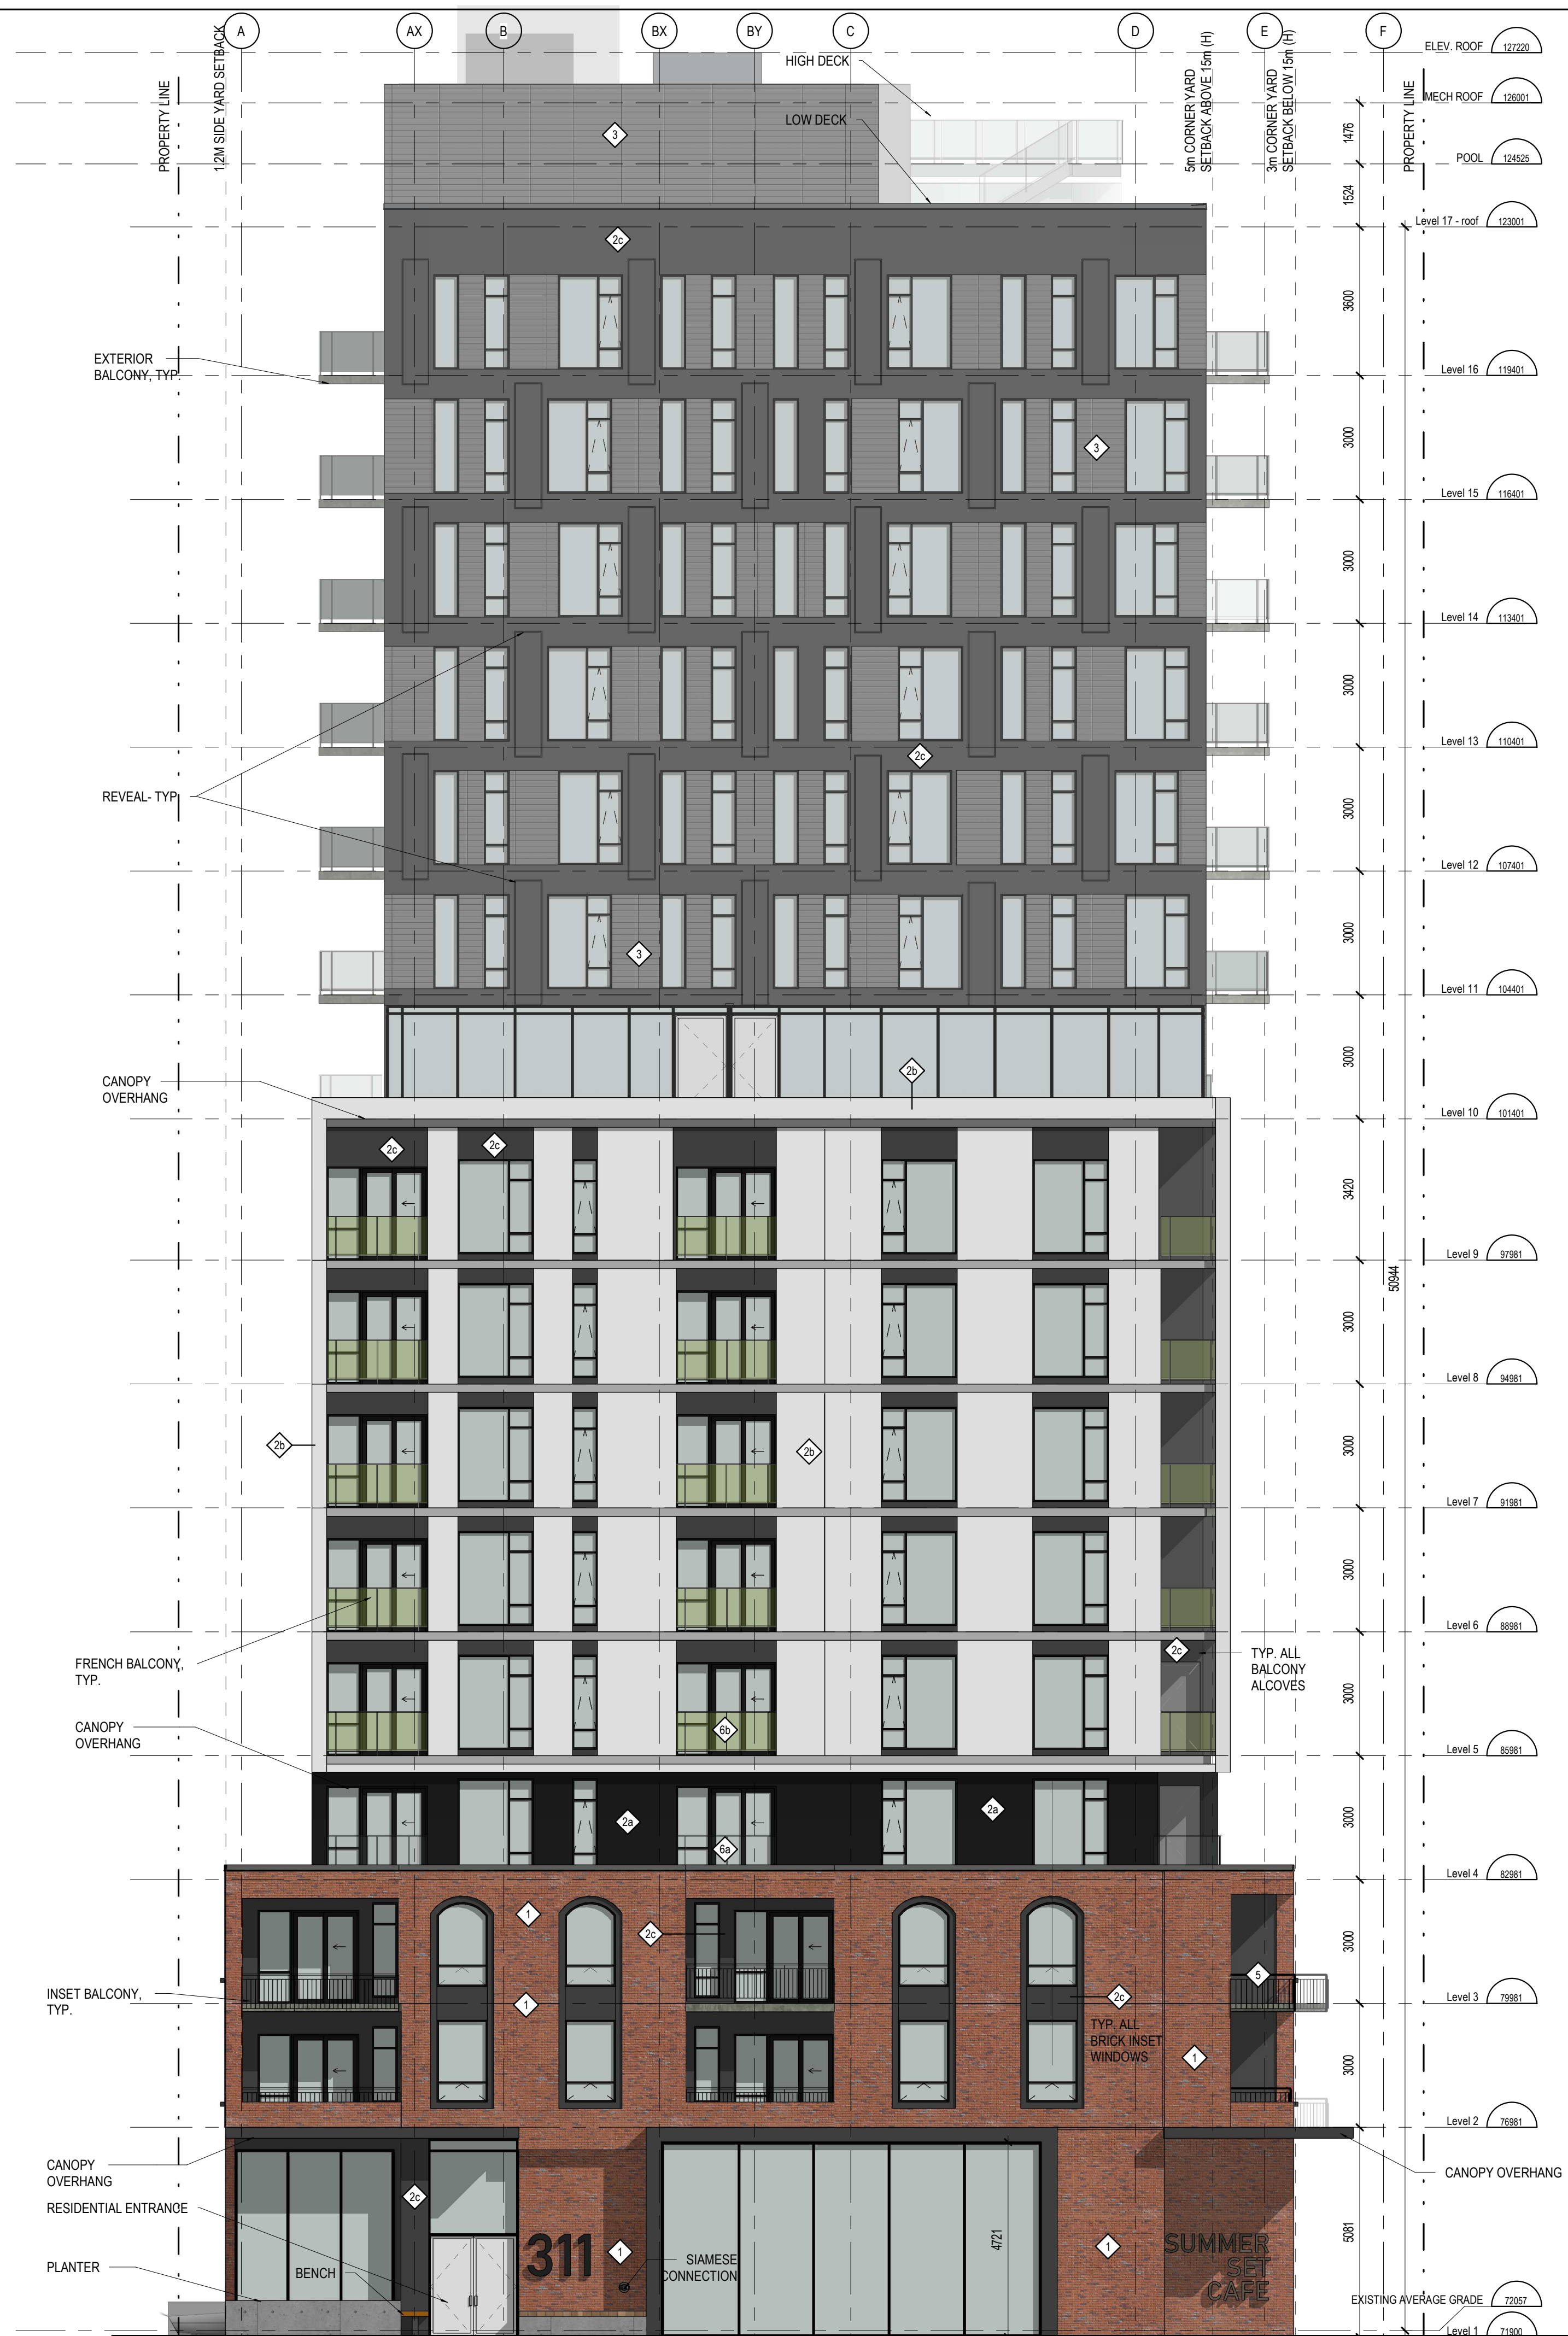 A
AX
B
BX
BY
C
D
E
F
PROPERTY LINE
1.2M SIDE YARD SETBACK
5m CORNER YARD
SETBACK ABOVE 15m (H)
3m CORNER YARD
SETBACK BELOW 15m (H)
PROPERTY LINE
ELEV. ROOF 127220
MECH ROOF 126001
POOL 124525
Level 17 - roof 123001
Level 16 119401
Level 15 116401
Level 14 113401
Level 13 110401
Level 12 107401
Level 11 104401
Level 10 101401
Level 9 97981
Level 8 94981
Level 7 91981
Level 6 88981
Level 5 85981
Level 4 82981
Level 3 79981
Level 2 76981
EXISTING AVERAGE GRADE 72057
Level 1 71900
1476
1524
3600
3000
3000
3000
3000
3000
3000
3420
3000
3000
3000
3000
3000
3000
3000
5081
50944
4721
HIGH DECK
LOW DECK
3
2c
EXTERIOR
BALCONY, TYP.
3
REVEAL- TYP
2c
3
CANOPY
OVERHANG
2b
2c
2c
2b
2b
FRENCH BALCONY,
TYP.
2c
TYP. ALL
BALCONY
ALCOVES
CANOPY
OVERHANG
6b
2a
2a
6a
1
2c
5
INSET BALCONY,
TYP.
1
2c
TYP. ALL
BRICK INSET
WINDOWS
1
CANOPY
OVERHANG
CANOPY OVERHANG
2c
RESIDENTIAL ENTRANCE
PLANTER
BENCH
311
1
SIAMESE
CONNECTION
1
SUMMER
SET
CAFE